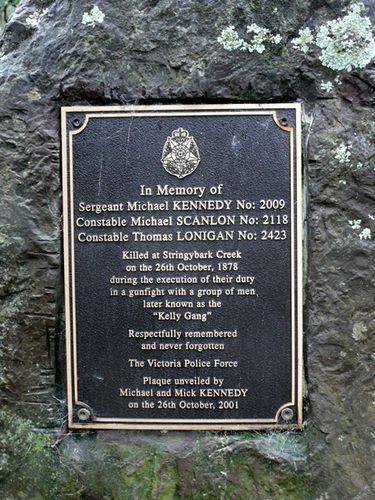 In Memory of
Sergeant Michael KENNEDY No: 2009
Constable Michael SCANLON No: 2118
Constable Thomas LONIGAN No: 2423
Killed at Stringybark Creek
on the 26th October, 1878
during the execution of their duty
in a gunfight with a group of men
later known as the
"Kelly Gang"
Respectfully remembered
and never forgotten
The Victoria Police Force
Plaque unveiled by
Michael and Mick KENNEDY
on the 26th October, 2001